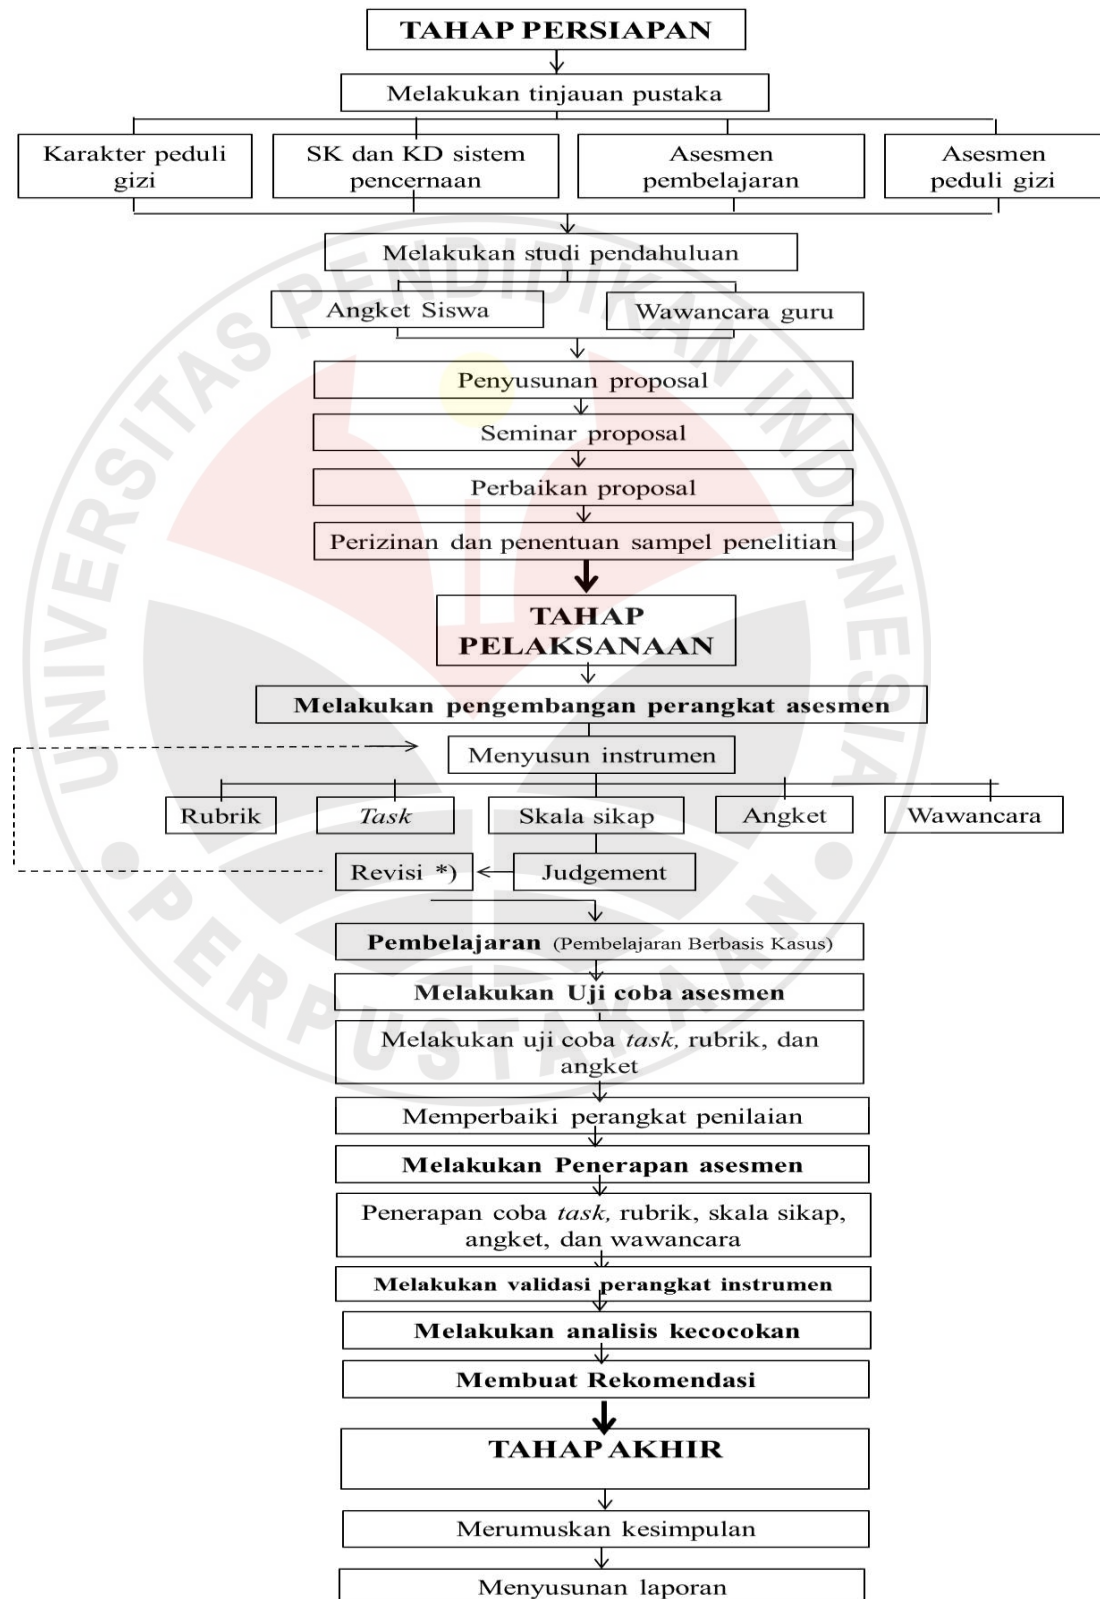 TAHAP PERSIAPAN
Melakukan tinjauan pustaka
Karakter peduli
gizi
SK dan KD sistem
pencernaan
Asesmen
pembelajaran
Asesmen
peduli gizi
Melakukan studi pendahuluan
Angket Siswa
Wawancara guru
Penyusunan proposal
Seminar proposal
Perbaikan proposal
Perizinan dan penentuan sampel penelitian
TAHAP
PELAKSANAAN
Melakukan pengembangan perangkat asesmen
Menyusun instrumen
Rubrik
Task
Skala sikap
Angket
Wawancara
Revisi *)
Judgement
Pembelajaran (Pembelajaran Berbasis Kasus)
Melakukan Uji coba asesmen
Melakukan uji coba task, rubrik, dan
angket
Memperbaiki perangkat penilaian
Melakukan Penerapan asesmen
Penerapan coba task, rubrik, skala sikap,
angket, dan wawancara
Melakukan validasi perangkat instrumen
Melakukan analisis kecocokan
Membuat Rekomendasi
TAHAP AKHIR
Merumuskan kesimpulan
Menyusunan laporan
UNIVERSITAS PENDIDIKAN INDONESIA
PERPUSTAKAAN